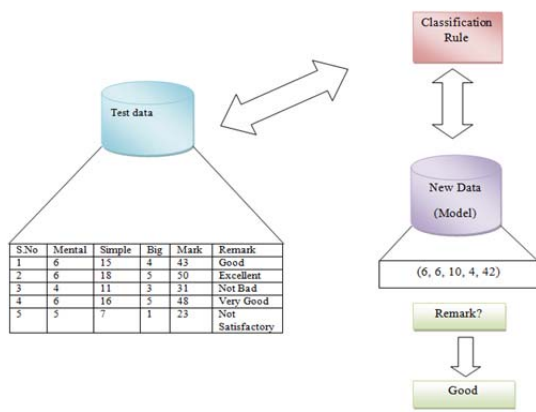 Classification
Rule
Test data
New Data
(Model)
S.No Mental Simple Big Mark Remark
1 6 15 4 43 Good
2 6 18 5 50 Excellent
3 4 11 3 31 Not Bad
4 6 16 5 48 Very Good
5 5 7 1 23 Not
Satisfactory
(6, 6, 10, 4, 42)
Remark?
Good